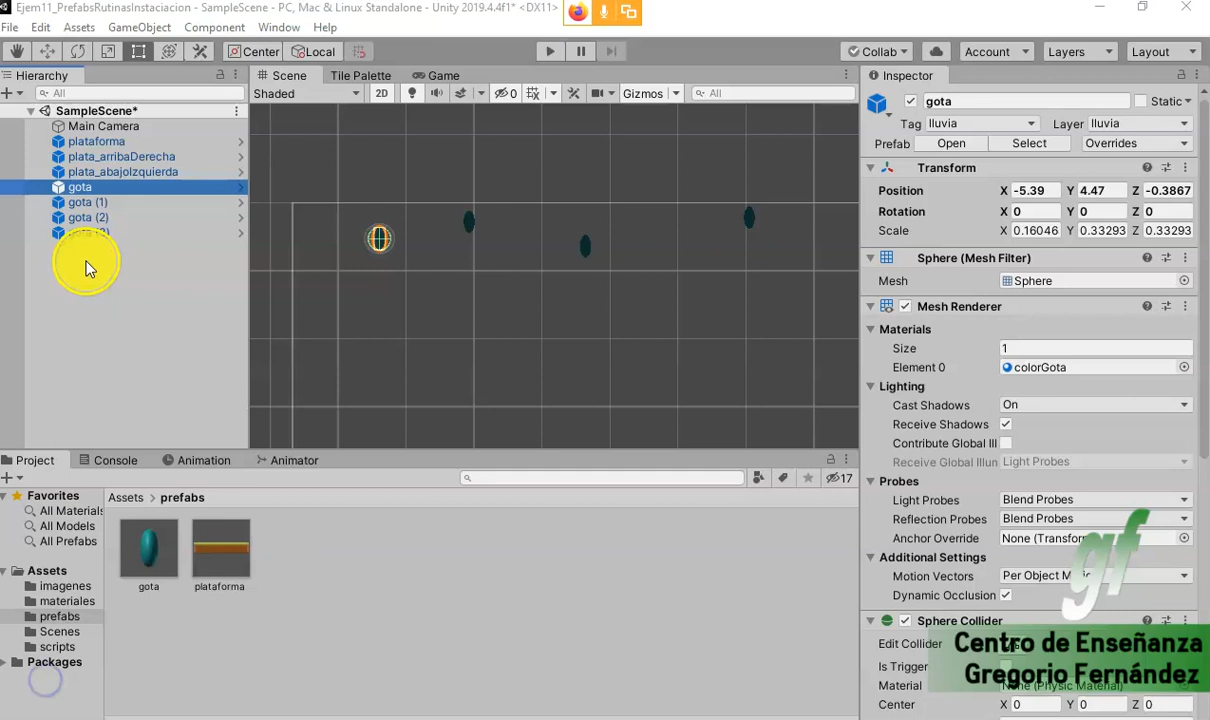 Ejem11_PrefabsRutinasInstaciacion - SampleScene - PC, Mac & Linux Standalone - Unity 2019.4.4f1* <DX11>
File Edit Assets GameObject Component Window Help
Center Local Collab Account Layers Layout
Hierarchy Scene Tile Palette Game Inspector
All Shaded 2D 0 Gizmos All
SampleScene*
Main Camera
plataforma
plata_arribaDerecha
plata_abajoIzquierda
gota
gota (1)
gota (2)
gota Static
Tag lluvia Layer lluvia
Prefab Open Select Overrides
Transform
Position X -5.39 Y 4.47 Z -0.3867
Rotation X 0 Y 0 Z 0
Scale X 0.16046 Y 0.33293 Z 0.33293
Sphere (Mesh Filter)
Mesh Sphere
Mesh Renderer
Materials
Size 1
Element 0 colorGota
Lighting
Cast Shadows On
Receive Shadows
Contribute Global Ill
Receive Global Illun Light Probes
Probes
Light Probes Blend Probes
Reflection Probes Blend Probes
Anchor Override None (Transform
Additional Settings
Motion Vectors Per Object
Dynamic Occlusion
Sphere Collider
Edit Collider
Is Trigger
Material None (Physic Material)
Center X 0 Y 0 Z 0
Project Console Animation Animator
17
Favorites
All Materials
All Models
All Prefabs
Assets
imagenes
materiales
prefabs
Scenes
scripts
Packages
Assets > prefabs
gota plataforma
gf
Centro de Enseñanza
Gregorio Fernández